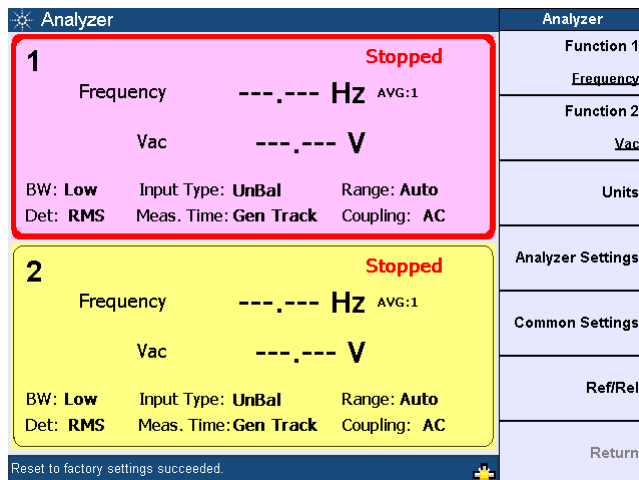 Analyzer
1
Stopped
Frequency ---.--- Hz AVG:1
Vac ---.--- V
BW: Low Input Type: UnBal Range: Auto
Det: RMS Meas. Time: Gen Track Coupling: AC
2
Stopped
Frequency ---.--- Hz AVG:1
Vac ---.--- V
BW: Low Input Type: UnBal Range: Auto
Det: RMS Meas. Time: Gen Track Coupling: AC
Reset to factory settings succeeded.
Analyzer
Function 1
Frequency
Function 2
Vac
Units
Analyzer Settings
Common Settings
Ref/Rel
Return